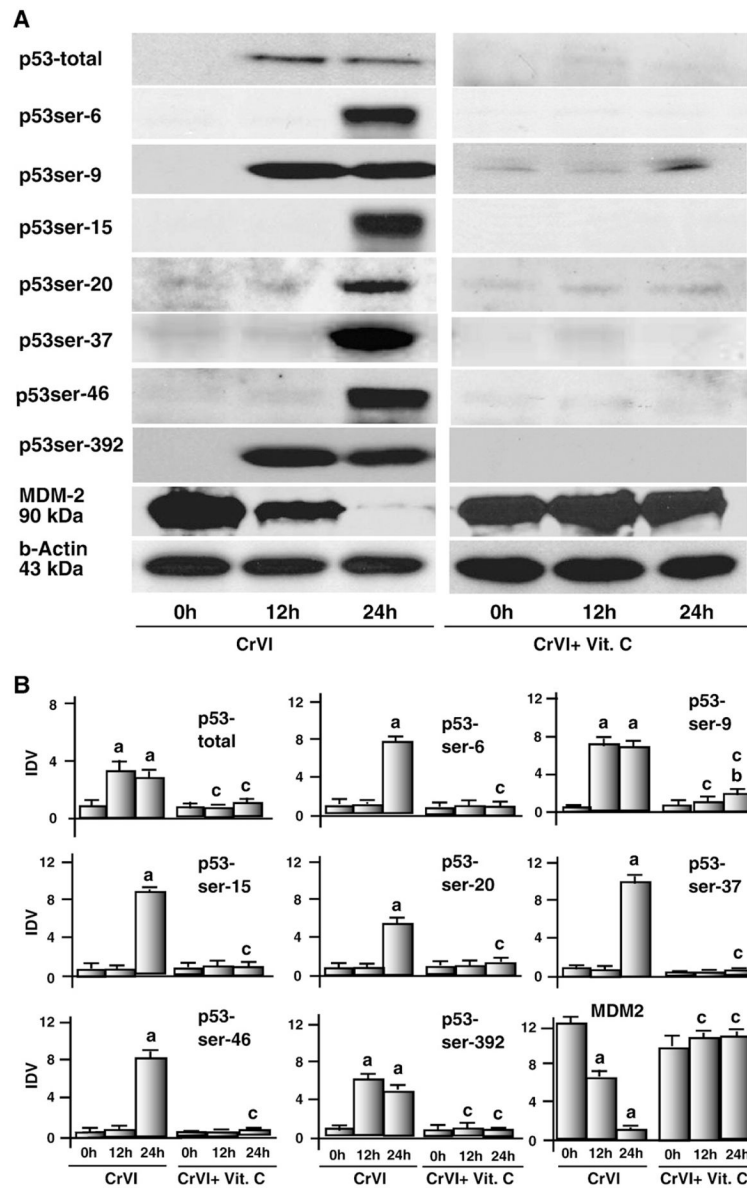 A
p53-total
p53ser-6
p53ser-9
p53ser-15
p53ser-20
p53ser-37
p53ser-46
p53ser-392
MDM-2
90 kDa
b-Actin
43 kDa
0h 12h 24h 0h 12h 24h
CrVI CrVI+ Vit. C
B
8
4
0
IDV
a a
p53-
total
c c
12
8
4
0
a
p53-
ser-6
c
12
8
4
0
a a
p53-
ser-9
c
c
b
12
8
4
0
IDV
a
p53-
ser-15
c
12
8
4
0
a
p53-
ser-20
c
12
8
4
0
a
p53-
ser-37
c
12
8
4
0
IDV
a
p53-
ser-46
c
12
8
4
0
a a
p53-
ser-392
c c
12
8
4
0
MDM2
a
a
c c
0h 12h 24h 0h 12h 24h
CrVI CrVI+ Vit. C
0h 12h 24h 0h 12h 24h
CrVI CrVI+ Vit. C
0h 12h 24h 0h 12h 24h
CrVI CrVI+ Vit. C